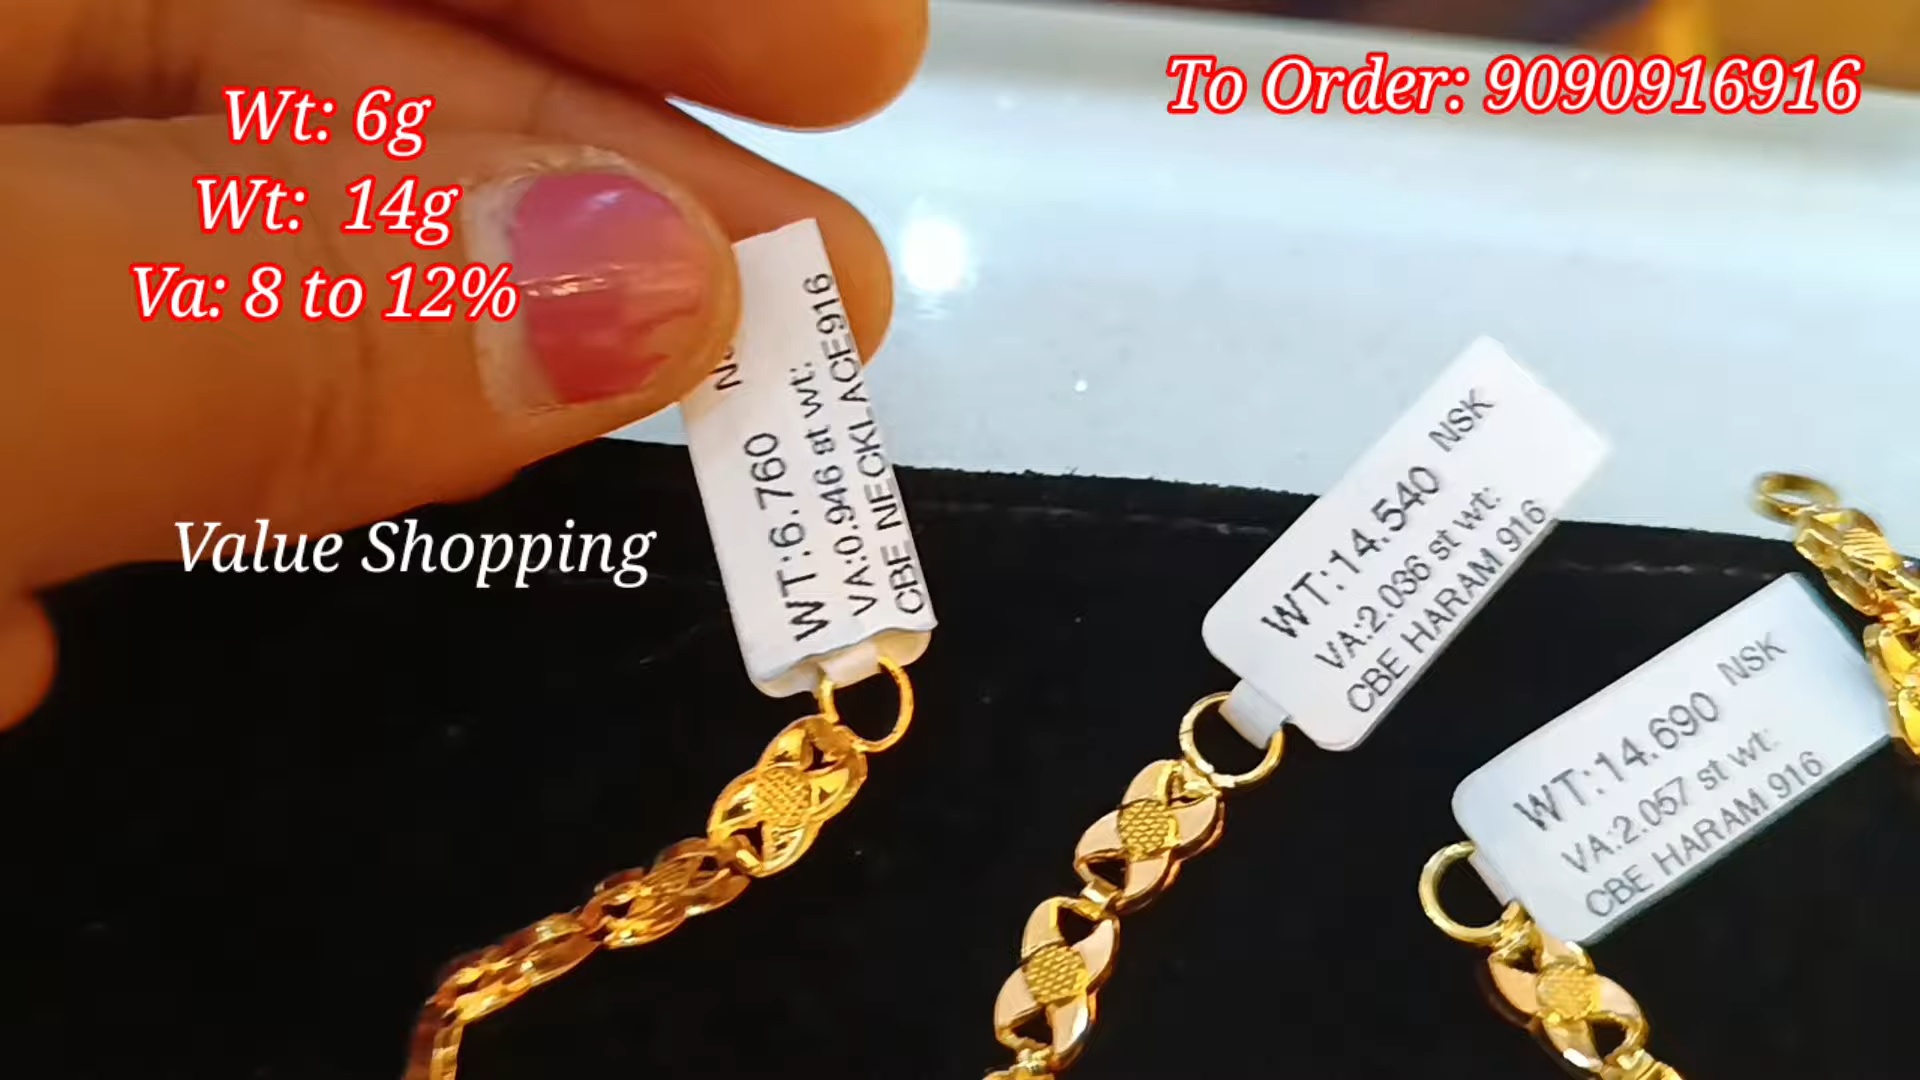 To Order: 9090916916
Wt: 6g
Wt: 14g
Va: 8 to 12%
Value Shopping
WT:6.760
VA:0.946 st wt:
CBE NECKLACE916
WT:14.540 NSK
VA:2.036 st wt:
CBE HARAM 916
WT:14.690 NSK
VA:2.057 st wt:
CBE HARAM 916